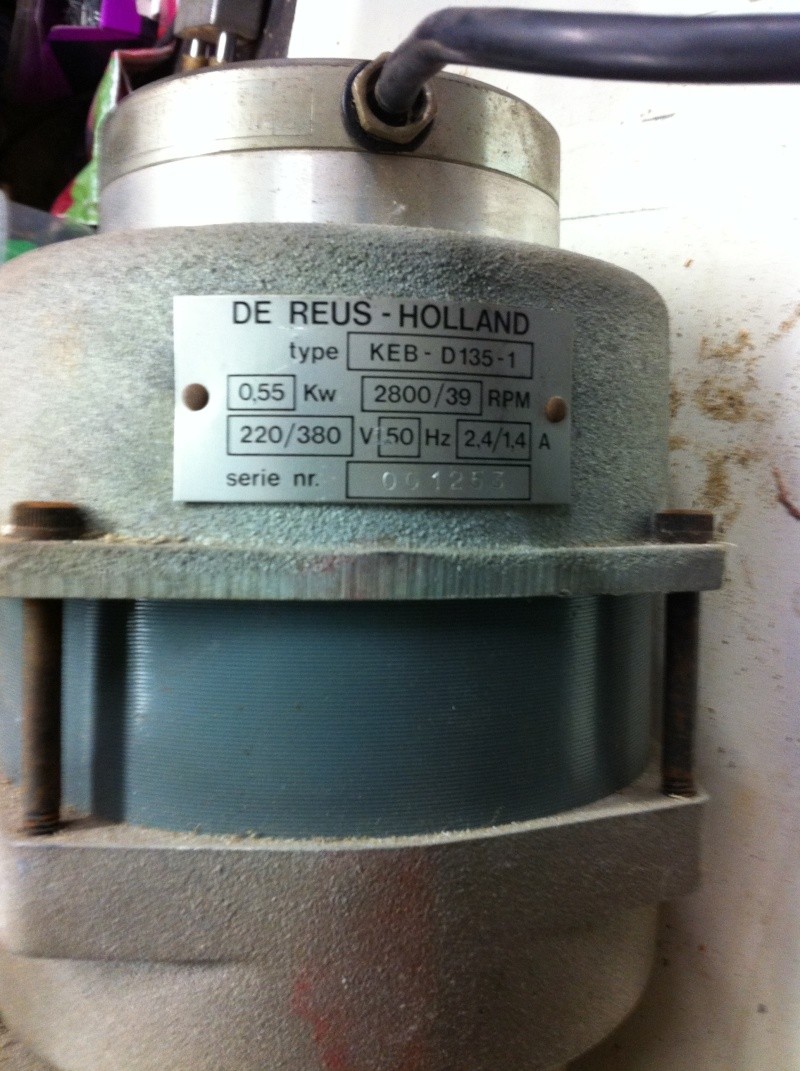 DE REUS - HOLLAND
type KEB - D135-1
0,55 Kw 2800/39 RPM
220/380 V 50 Hz 2,4/1,4 A
serie nr. 001253